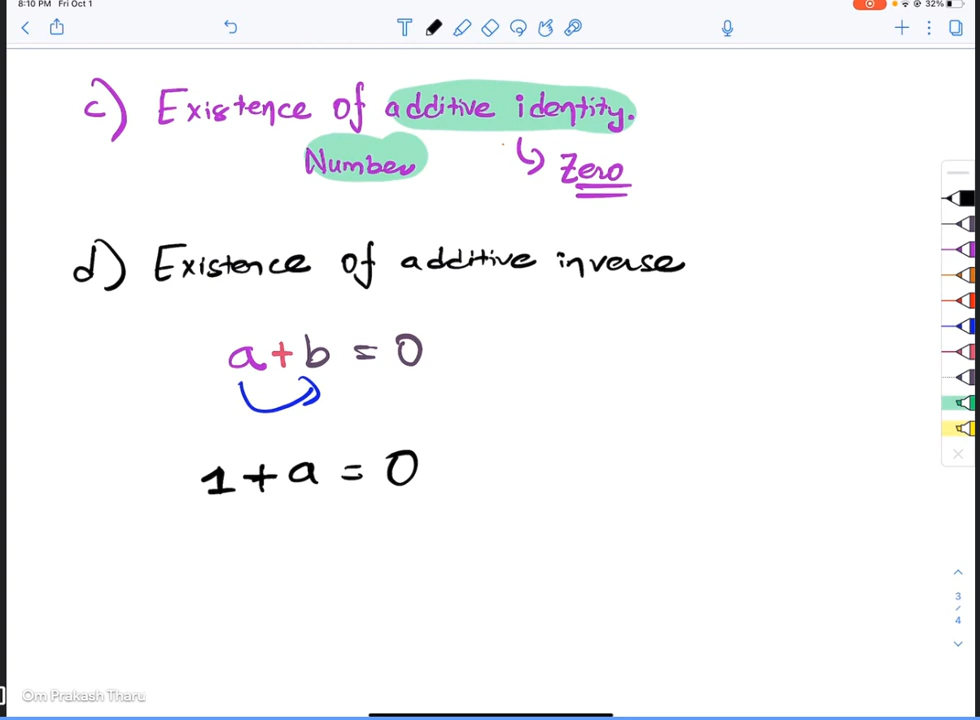 8:10 PM Fri Oct 1
32%
c) Existence of additive identity.
Number
Zero
d) Existence of additive inverse
a+b = 0
1+a = 0
3
/
4
Om Prakash Tharu